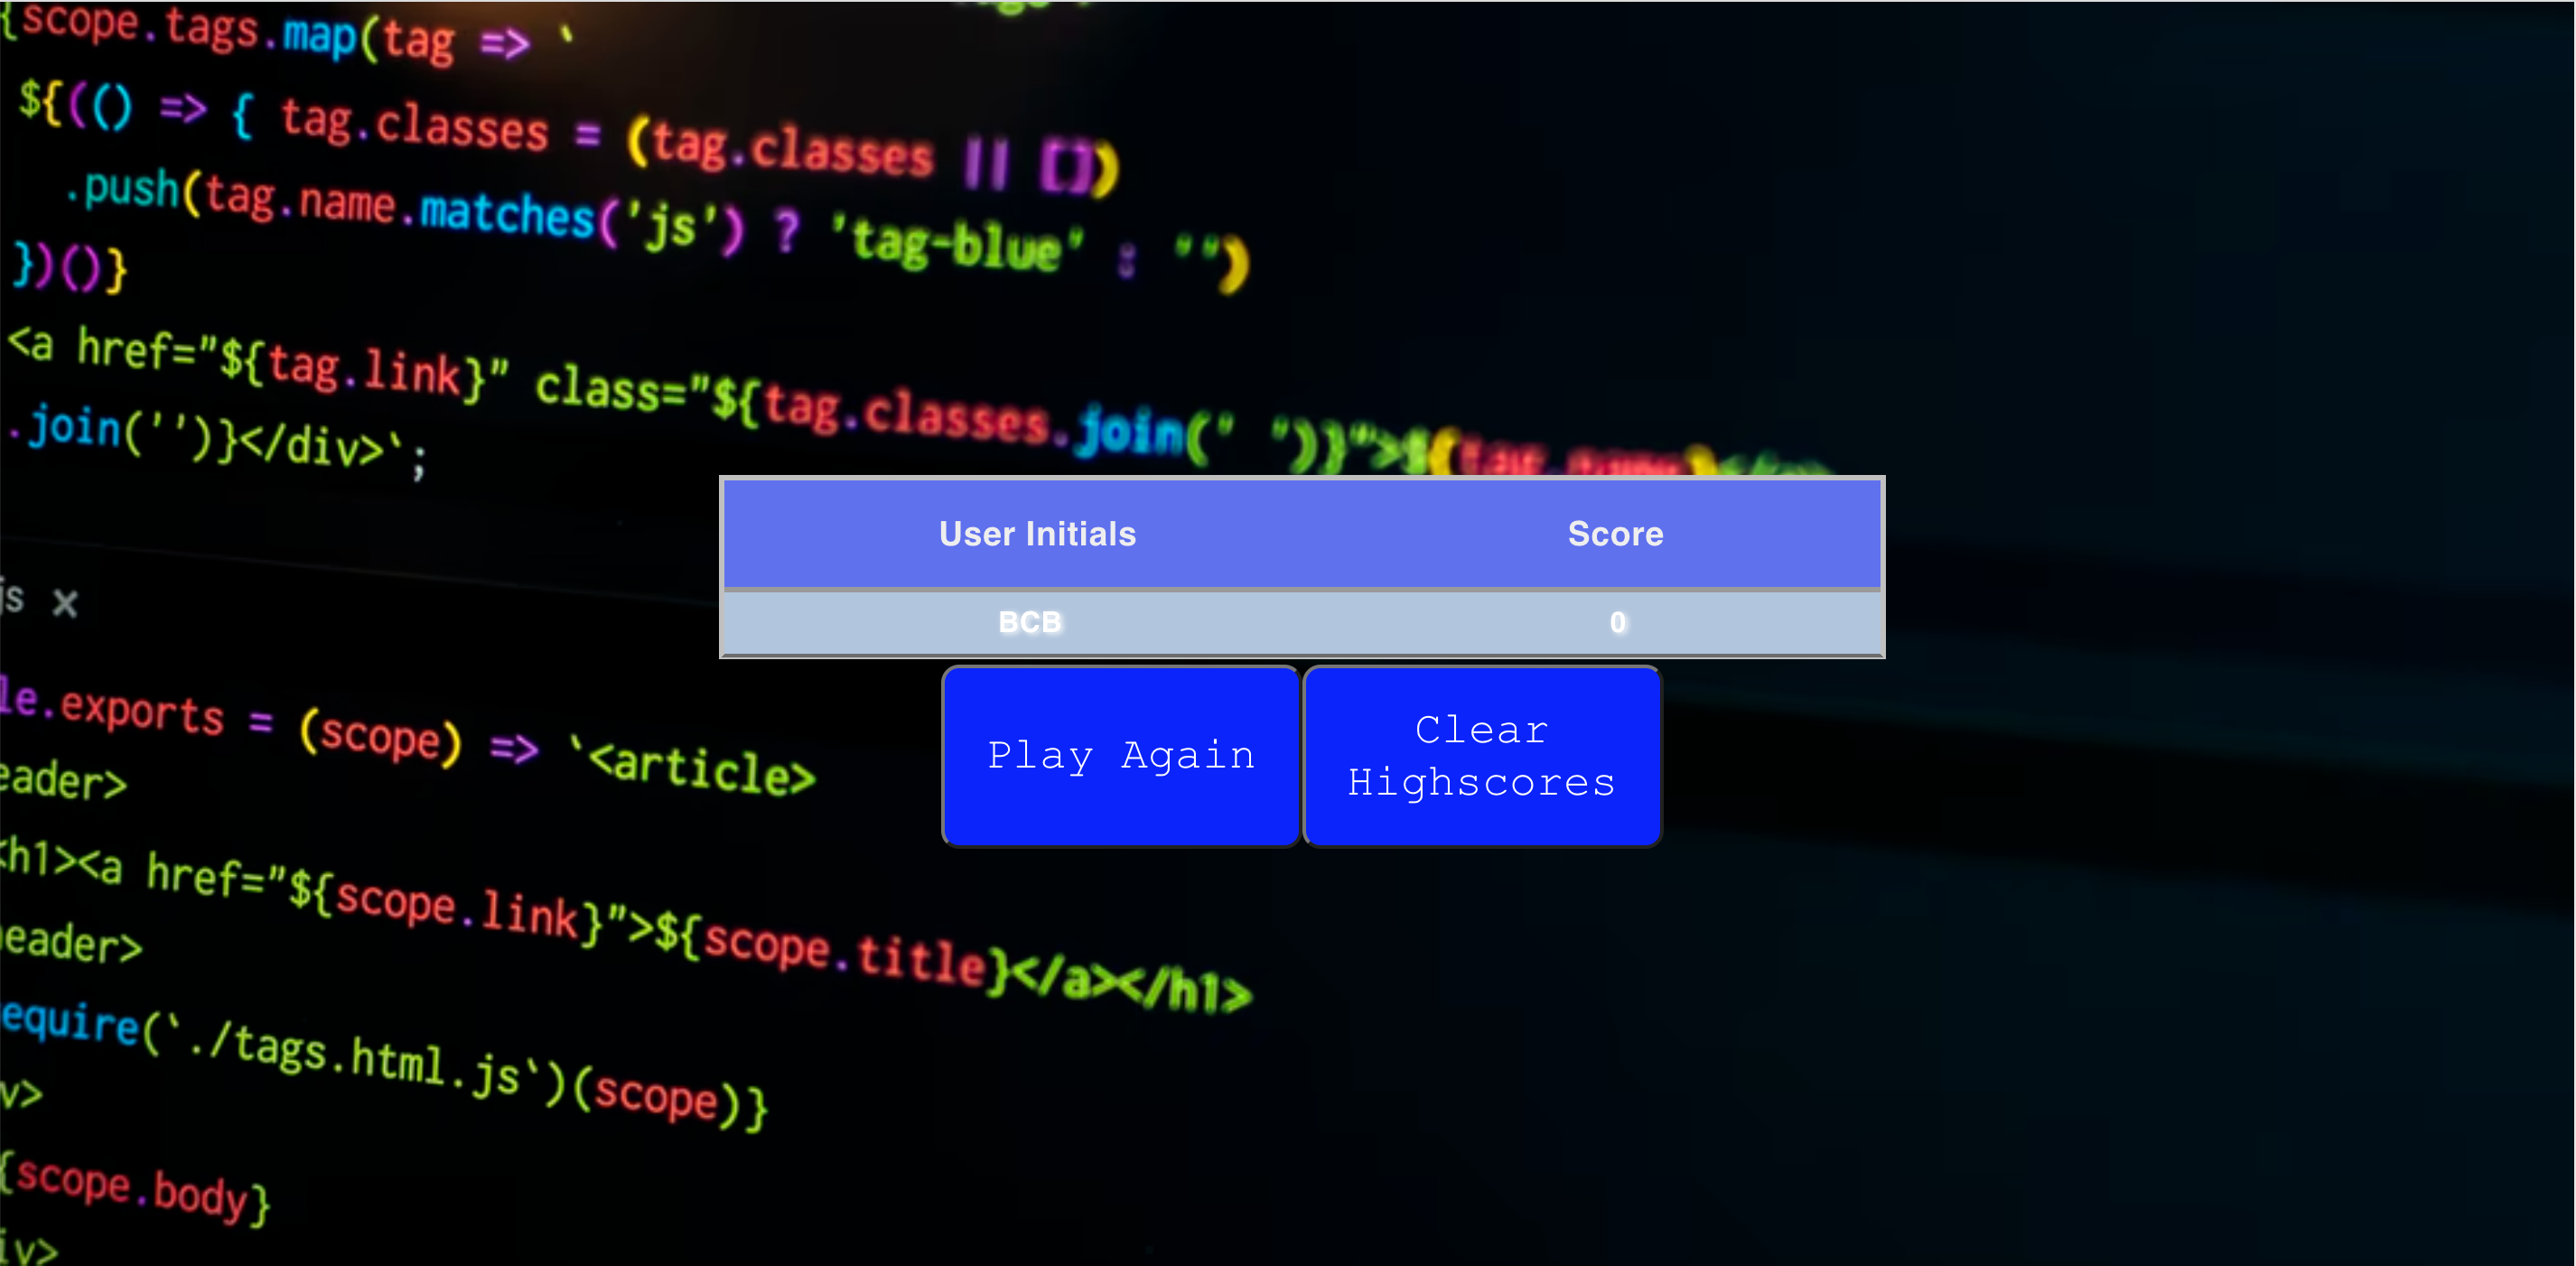 {scope.tags.map(tag => `
${(() => { tag.classes = (tag.classes || [])
.push(tag.name.matches('js') ? 'tag-blue' : '')
})()}
<a href="${tag.link}" class="${tag.classes.join(' ')}">${tag.name}</a>
.join('')}</div>`;
User Initials Score
BCB 0
Play Again
Clear
Highscores
js ×
le.exports = (scope) => `<article>
eader>
<h1><a href="${scope.link}">${scope.title}</a></h1>
eader>
equire(`./tags.html.js`)(scope)}
v>
{scope.body}
iv>